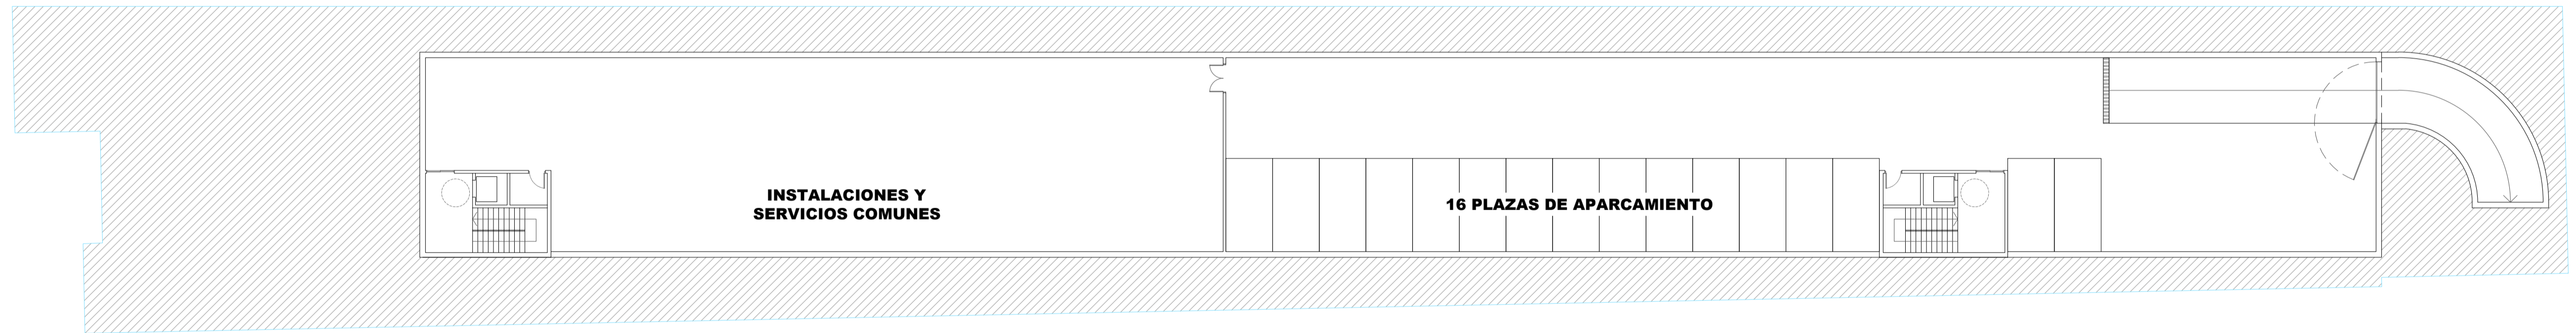 INSTALACIONES Y
SERVICIOS COMUNES
16 PLAZAS DE APARCAMIENTO